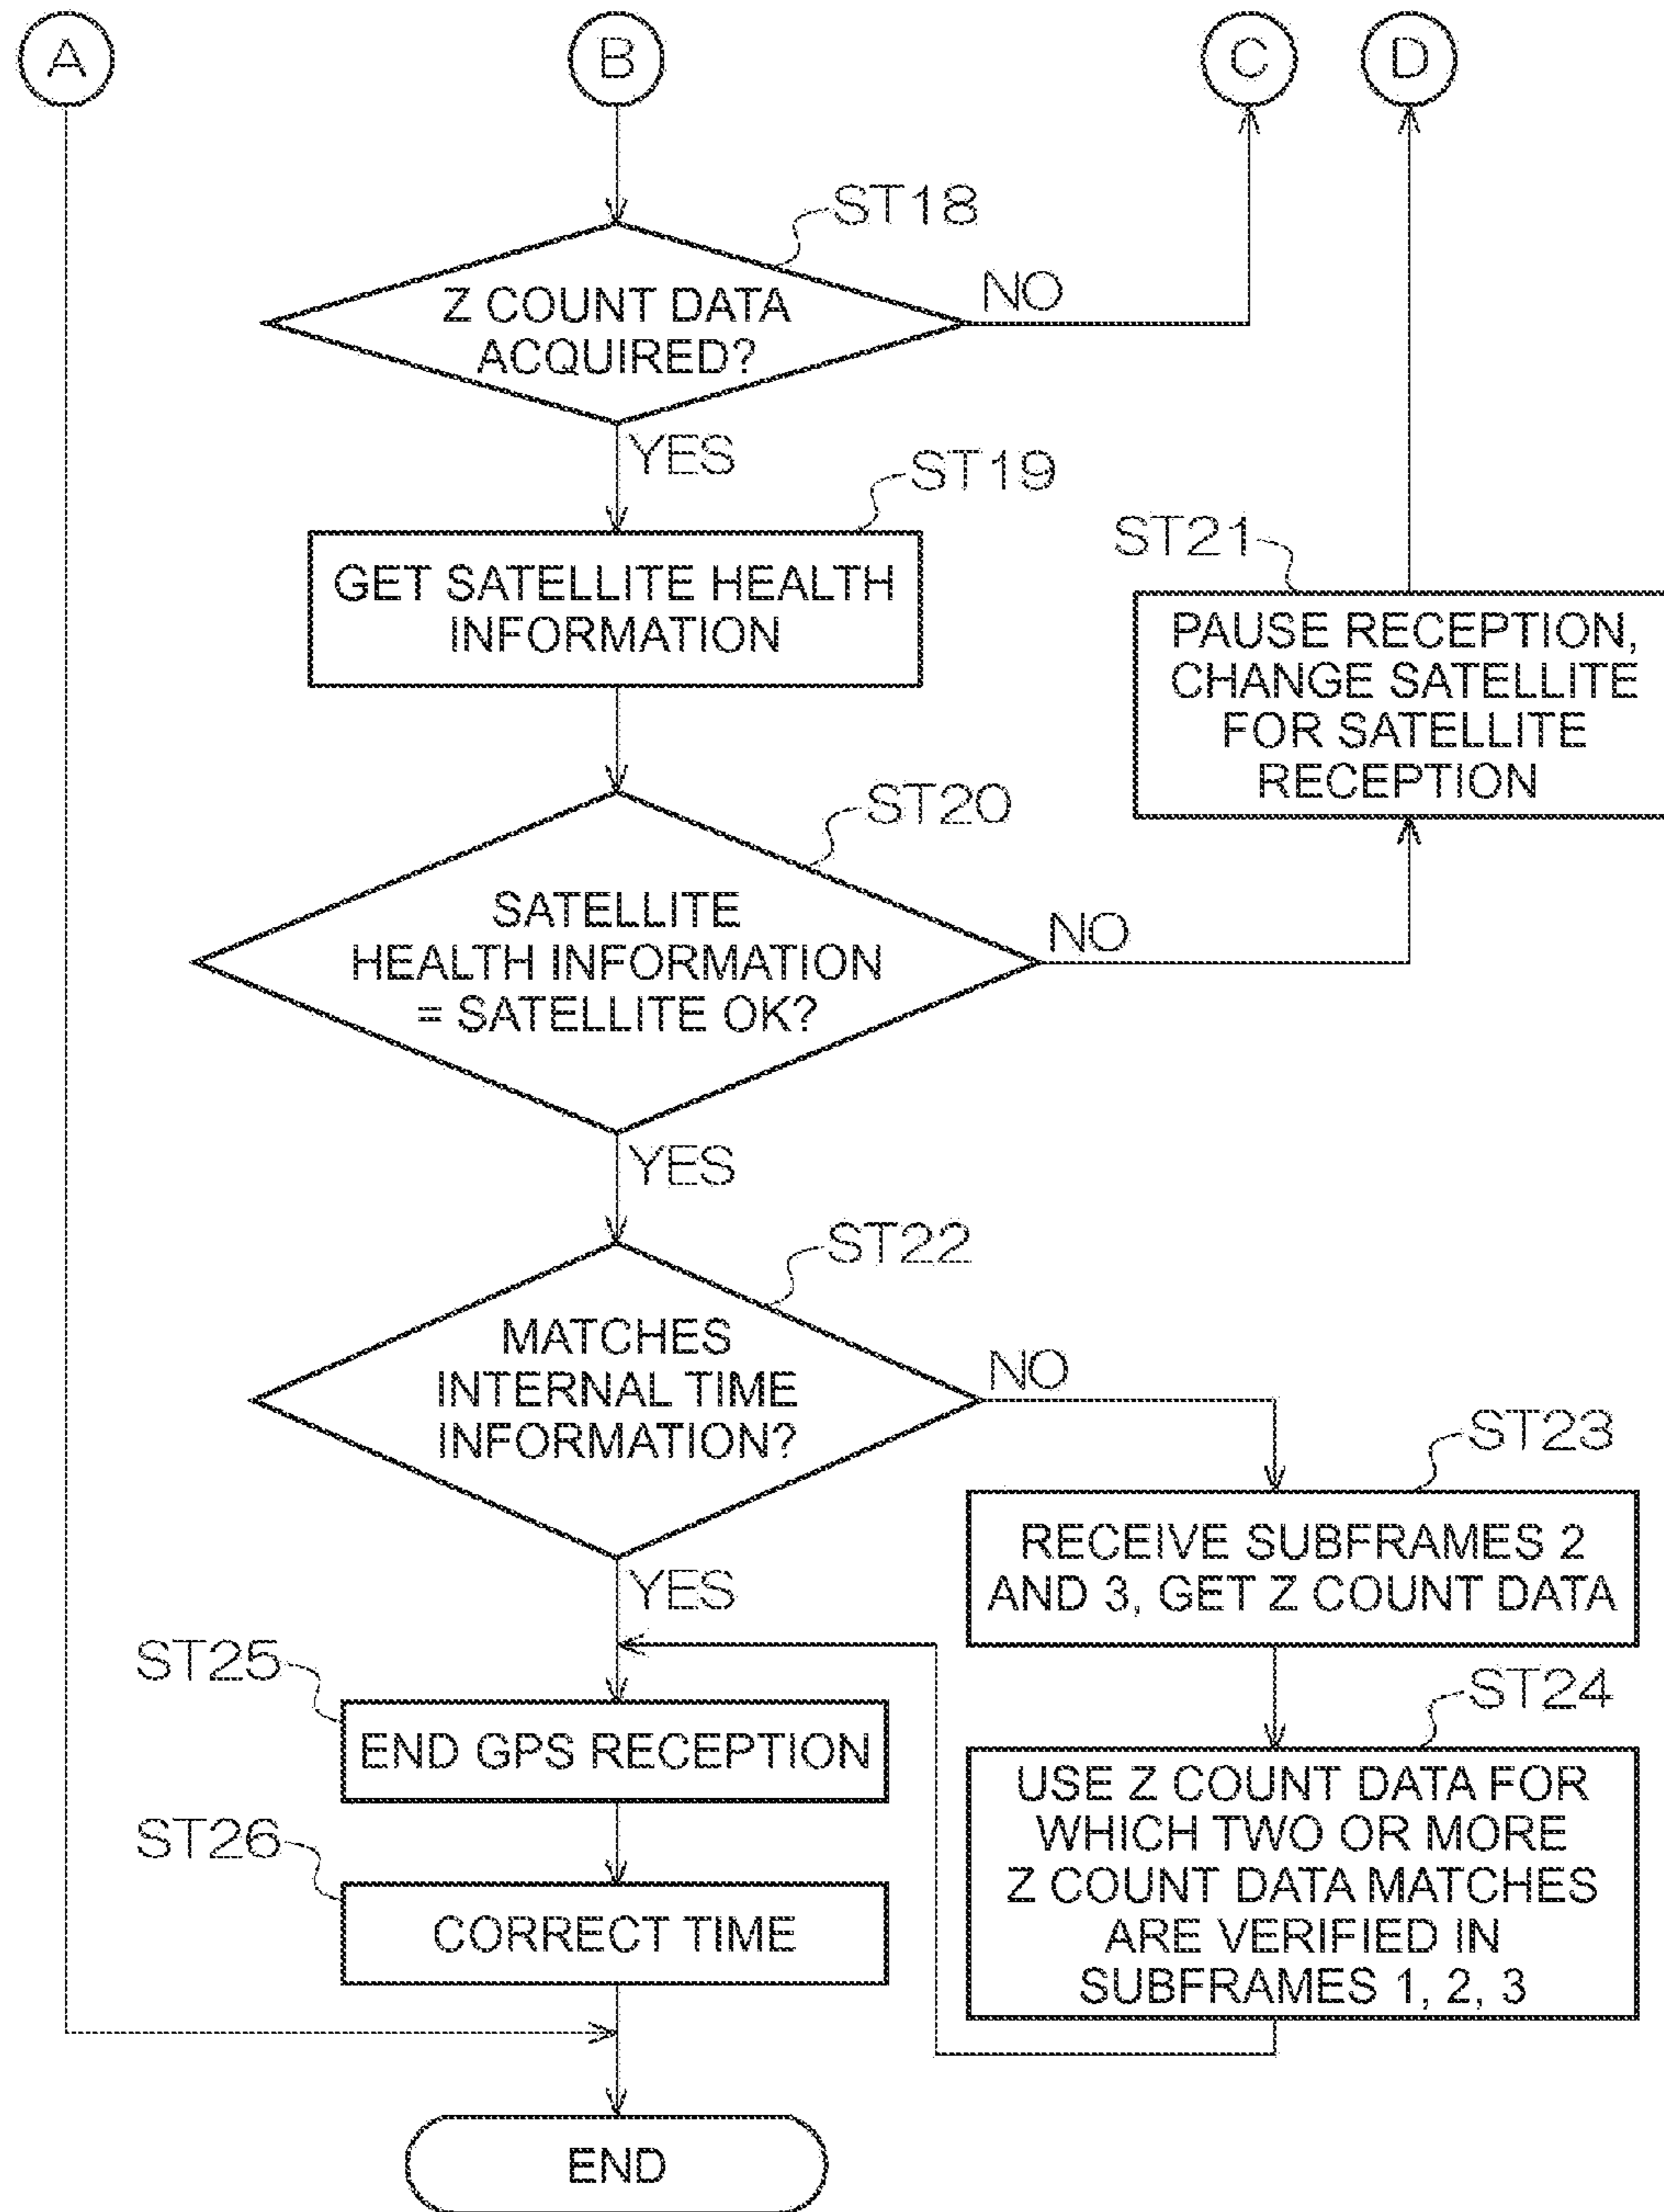 A
B
C
D
ST18
Z COUNT DATA
ACQUIRED?
NO
YES
ST19
GET SATELLITE HEALTH
INFORMATION
ST21
PAUSE RECEPTION,
CHANGE SATELLITE
FOR SATELLITE
RECEPTION
ST20
SATELLITE
HEALTH INFORMATION
= SATELLITE OK?
NO
YES
ST22
MATCHES
INTERNAL TIME
INFORMATION?
NO
YES
ST23
RECEIVE SUBFRAMES 2
AND 3, GET Z COUNT DATA
ST24
USE Z COUNT DATA FOR
WHICH TWO OR MORE
Z COUNT DATA MATCHES
ARE VERIFIED IN
SUBFRAMES 1, 2, 3
ST25
END GPS RECEPTION
ST26
CORRECT TIME
END